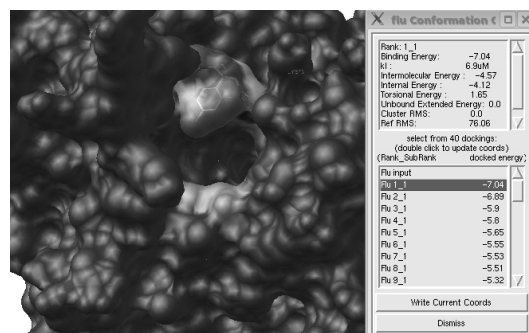 flu Conformation C
Rank: 1_1
Binding Energy: -7.04
kI : 6.9uM
Intermolecular Energy : -4.57
Internal Energy : -4.12
Torsional Energy : 1.65
Unbound Extended Energy: 0.0
Cluster RMS: 0.0
Ref RMS: 76.06
select from 40 dockings:
(double click to update coords)
(Rank_SubRank docked energy)
Flu input
Flu 1_1 -7.04
Flu 2_1 -6.89
Flu 3_1 -5.9
Flu 4_1 -5.8
Flu 5_1 -5.65
Flu 6_1 -5.55
Flu 7_1 -5.53
Flu 8_1 -5.51
Flu 9_1 -5.32
Write Current Coords
Dismiss